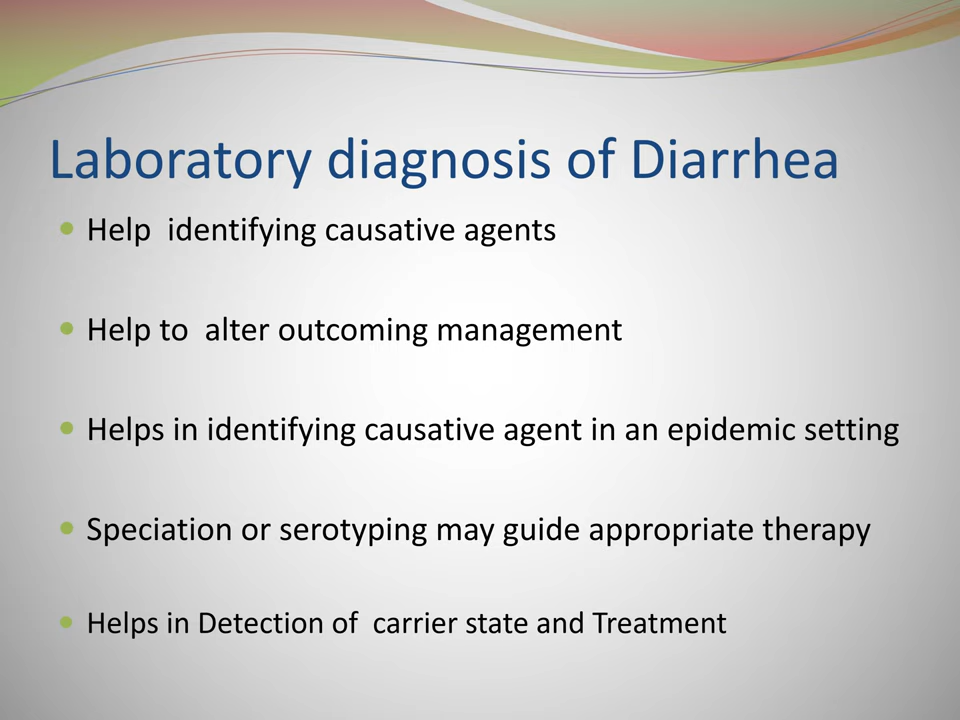 Laboratory diagnosis of Diarrhea
Help identifying causative agents
Help to alter outcoming management
Helps in identifying causative agent in an epidemic setting
Speciation or serotyping may guide appropriate therapy
Helps in Detection of carrier state and Treatment